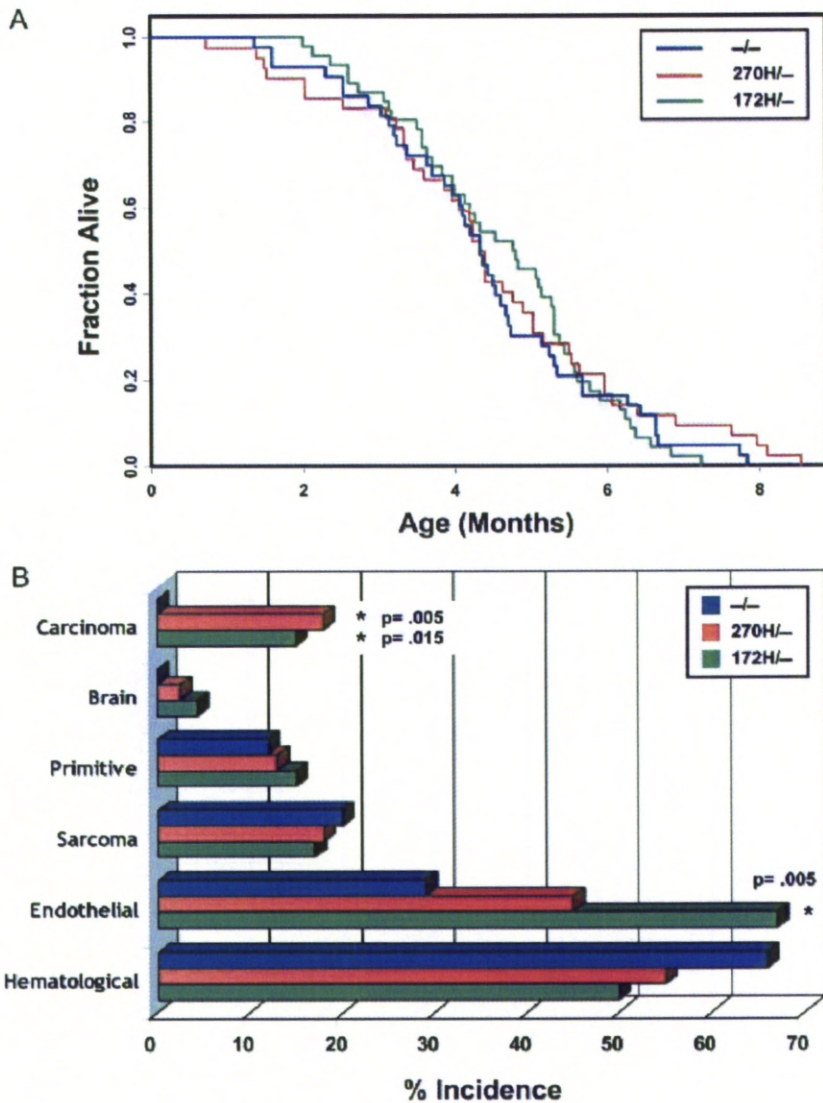 A
Fraction Alive
1.0
0.8
0.6
0.4
0.2
0.0
–/–
270H/–
172H/–
0 2 4 6 8
Age (Months)
B
–/–
270H/–
172H/–
Carcinoma
* p= .005
* p= .015
Brain
Primitive
Sarcoma
Endothelial
p= .005
*
Hematological
0 10 20 30 40 50 60 70
% Incidence